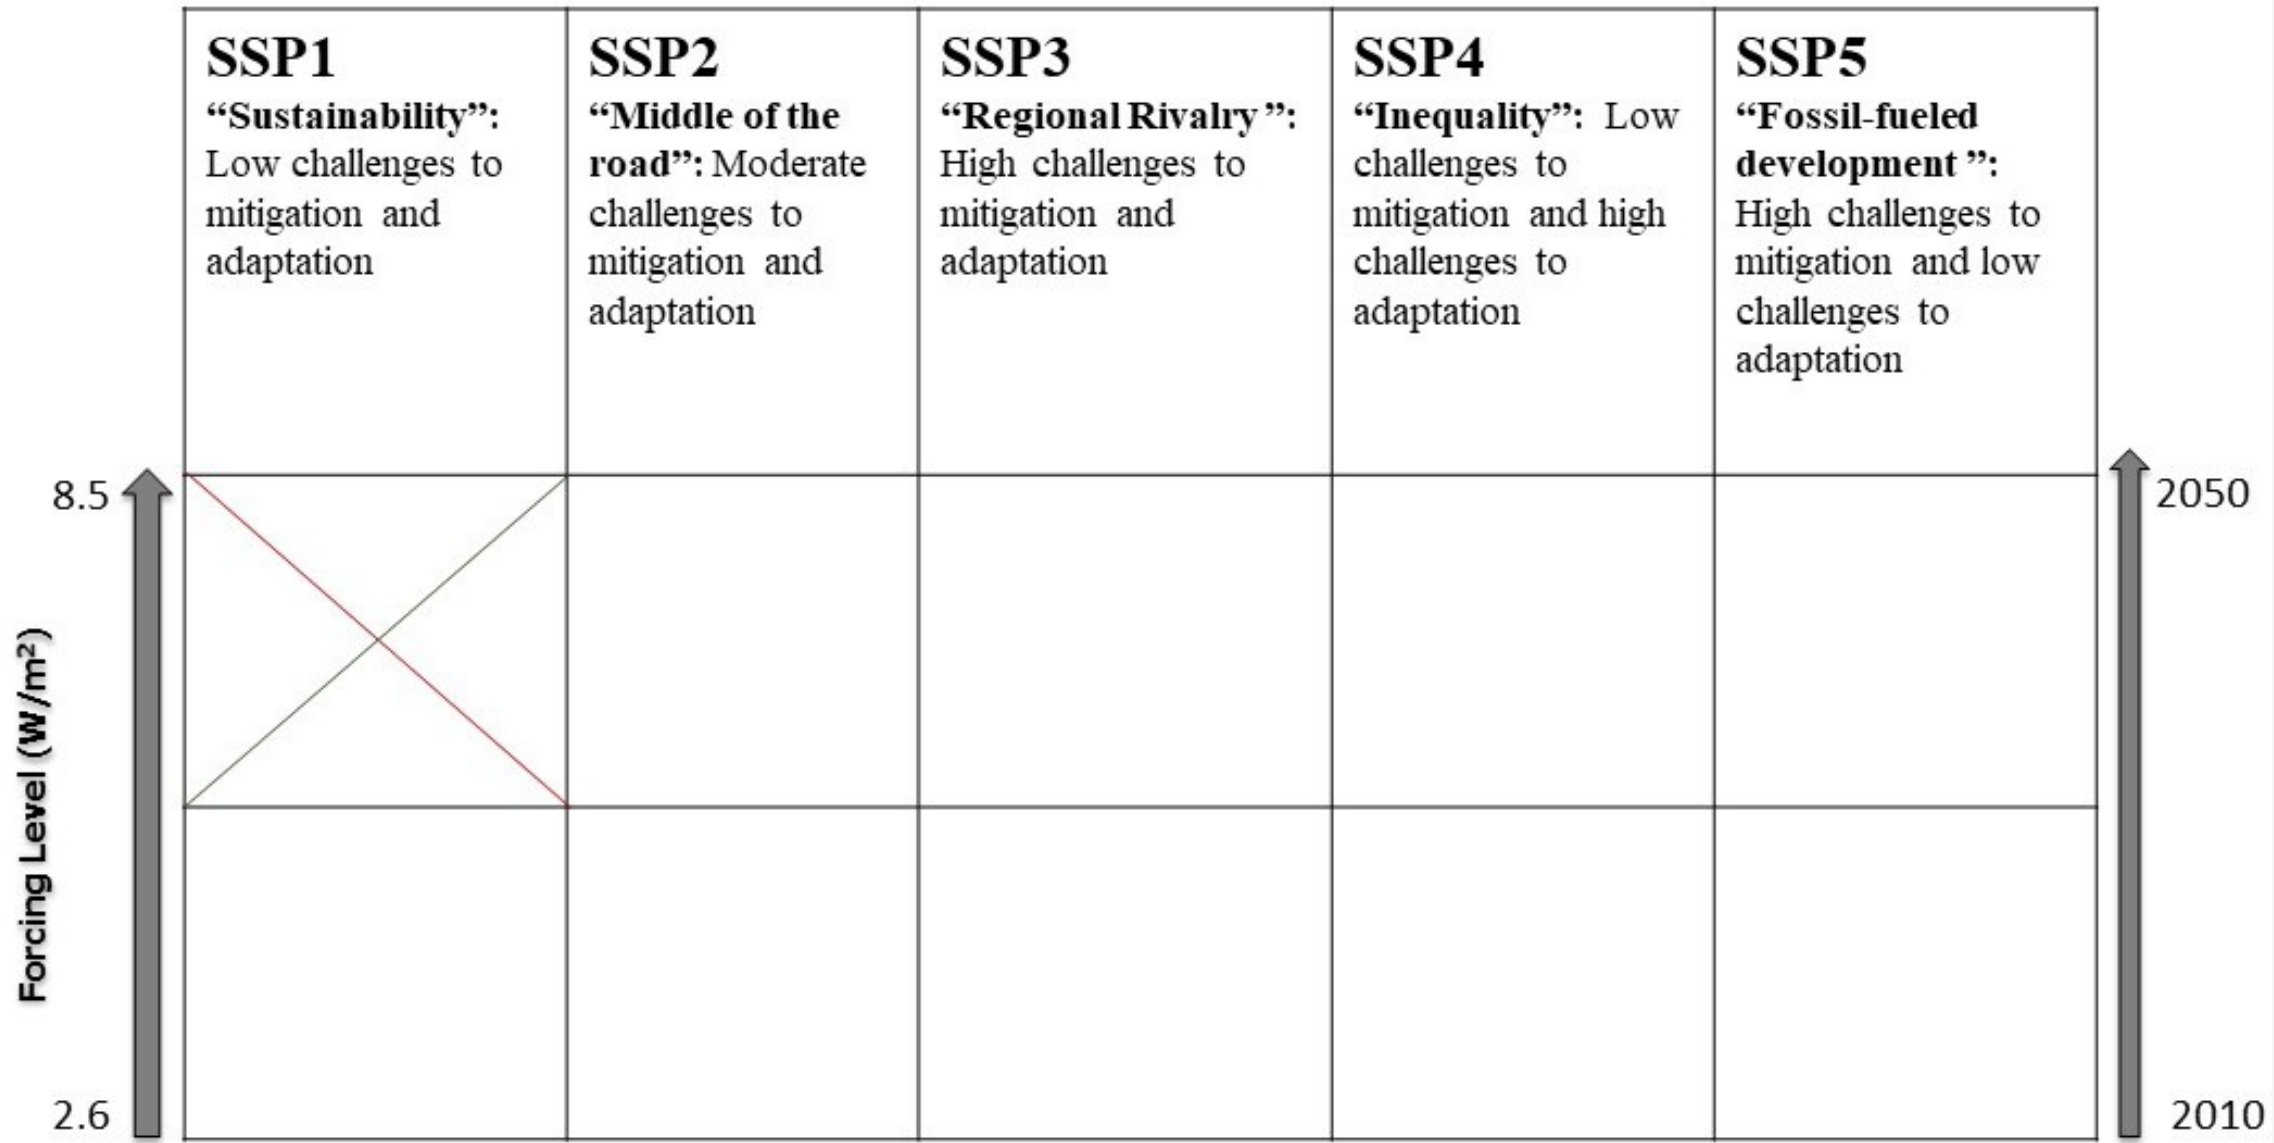 SSP1
“Sustainability”:
Low challenges to
mitigation and
adaptation
SSP2
“Middle of the
road”: Moderate
challenges to
mitigation and
adaptation
SSP3
“Regional Rivalry”:
High challenges to
mitigation and
adaptation
SSP4
“Inequality”: Low
challenges to
mitigation and high
challenges to
adaptation
SSP5
“Fossil-fueled
development ”:
High challenges to
mitigation and low
challenges to
adaptation
8.5
2.6
Forcing Level (W/m²)
2050
2010